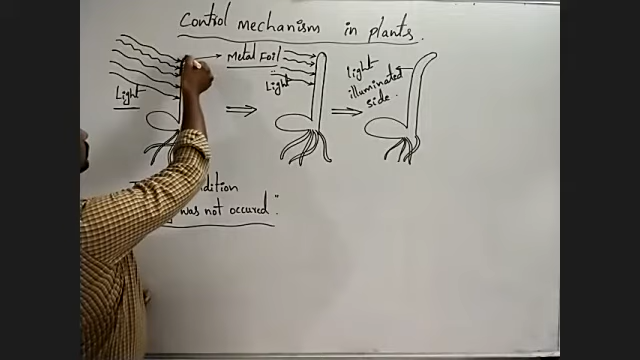 Control mechanism in plants.
Metal Foil
Light
Light
light
illuminated
side.
dition
was not occured"